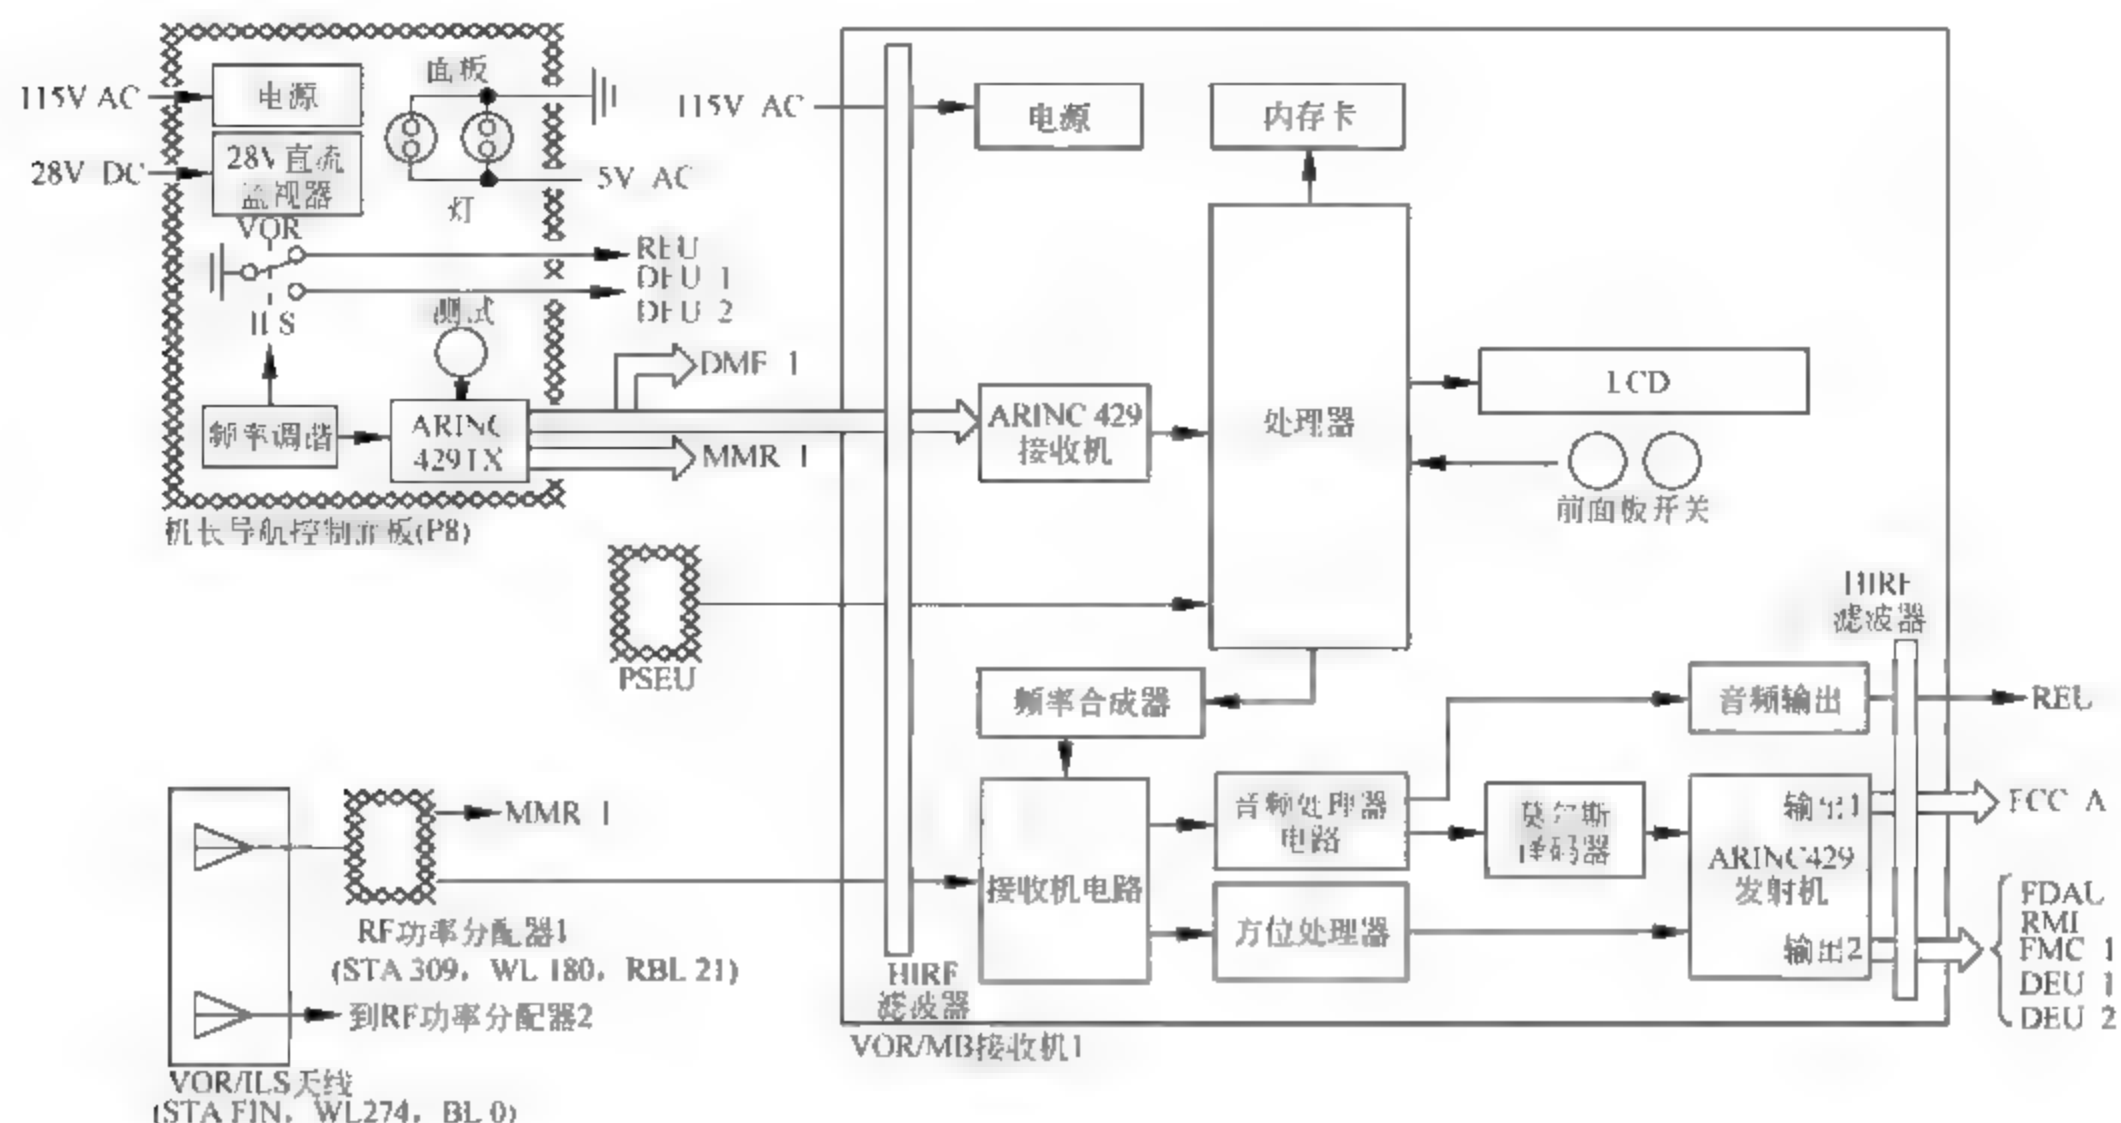 115V AC
电源
28V DC
28V直流
监视器
面板
灯
5V AC
VOR
ILS
REU
DEU 1
DEU 2
测试
频率调谐
ARINC
429TX
DME 1
MMR 1
机长导航控制面板(P8)
PSEU
MMR 1
RF功率分配器1
(STA 309, WL 180, RBL 21)
到RF功率分配器2
VOR/ILS天线
(STA FIN, WL274, BL 0)
115V AC
电源
内存卡
ARINC 429
接收机
处理器
LCD
前面板开关
频率合成器
接收机电路
音频处理器
电路
方位处理器
莫尔斯
译码器
音频输出
ARINC429
发射机
输出1
输出2
HIRF
滤波器
HIRF
滤波器
VOR/MB接收机1
REU
FCC A
FDAU
RMI
FMC 1
DEU 1
DEU 2